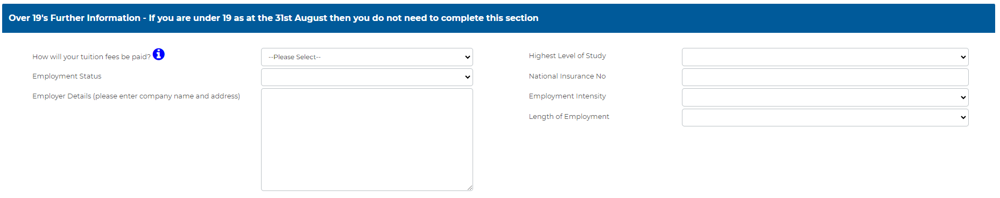 Over 19's Further Information - If you are under 19 as at the 31st August then you do not need to complete this section
How will your tuition fees be paid?
--Please Select--
Highest Level of Study
Employment Status
National Insurance No
Employer Details (please enter company name and address)
Employment Intensity
Length of Employment